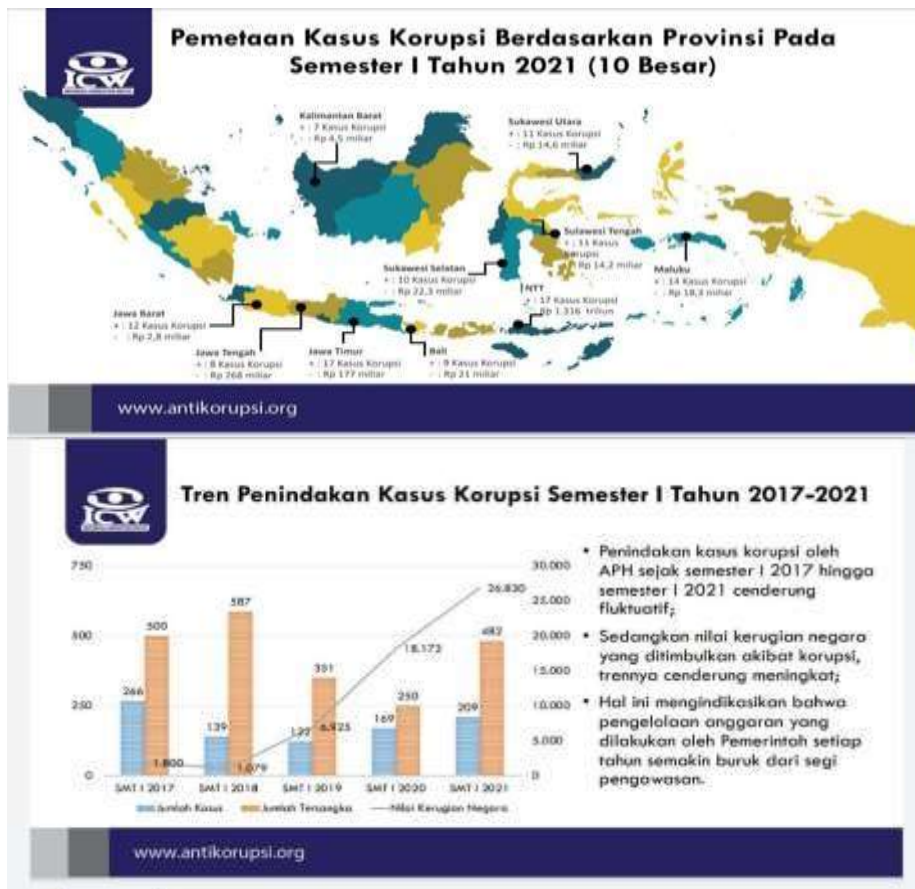 ICW
Pemetaan Kasus Korupsi Berdasarkan Provinsi Pada
Semester I Tahun 2021 (10 Besar)
Kalimantan Barat
+ : 7 Kasus Korupsi
- : Rp 4,5 miliar
Sukawesi Utara
+ : 11 Kasus Korupsi
- : Rp 14,6 miliar
Sulawesi Tengah
+ : 11 Kasus
Korupsi
Rp 14,2 miliar
Maluku
+ : 14 Kasus Korupsi
- : Rp 18,3 miliar
Sukawesi Selatan
+ : 10 Kasus Korupsi
- : Rp 22,3 miliar
NTT
+ : 17 Kasus Korupsi
Rp 1.316 triliun
Jawa Barat
+ : 12 Kasus Korupsi
- : Rp 2,8 miliar
Jawa Tengah
+ : 8 Kasus Korupsi
- : Rp 268 miliar
Jawa Timur
+ : 17 Kasus Korupsi
- : Rp 177 miliar
Bali
+ : 9 Kasus Korupsi
- : Rp 21 miliar
www.antikorupsi.org
ICW
Tren Penindakan Kasus Korupsi Semester I Tahun 2017-2021
750
500
250
0
30.000
25.000
20.000
15.000
10.000
5.000
0
266
500
1.800
139
587
1.079
122
351
6.925
169
250
18.173
209
482
26.830
SMT I 2017
SMT I 2018
SMT I 2019
SMT I 2020
SMT I 2021
Jumlah Kasus
Jumlah Tersangka
Nilai Kerugian Negara
• Penindakan kasus korupsi oleh
APH sejak semester I 2017 hingga
semester I 2021 cenderung
fluktuatif;
• Sedangkan nilai kerugian negara
yang ditimbulkan akibat korupsi,
trennya cenderung meningkat;
• Hal ini mengindikasikan bahwa
pengelolaan anggaran yang
dilakukan oleh Pemerintah setiap
tahun semakin buruk dari segi
pengawasan.
www.antikorupsi.org